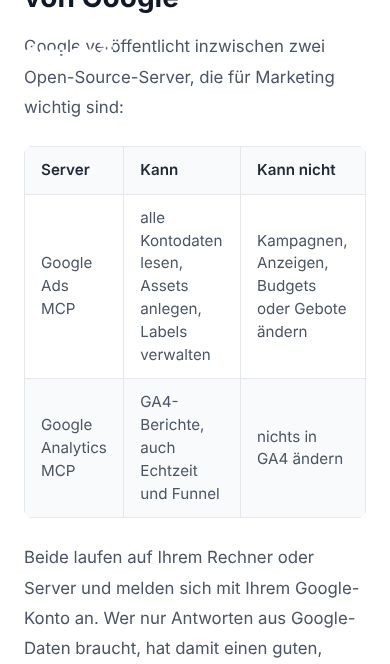 von Google
Google veröffentlicht inzwischen zwei
Open-Source-Server, die für Marketing
wichtig sind:
Server Kann Kann nicht
Google
Ads
MCP
alle
Kontodaten
lesen,
Assets
anlegen,
Labels
verwalten
Kampagnen,
Anzeigen,
Budgets
oder Gebote
ändern
Google
Analytics
MCP
GA4-
Berichte,
auch
Echtzeit
und Funnel
nichts in
GA4 ändern
Beide laufen auf Ihrem Rechner oder
Server und melden sich mit Ihrem Google-
Konto an. Wer nur Antworten aus Google-
Daten braucht, hat damit einen guten,